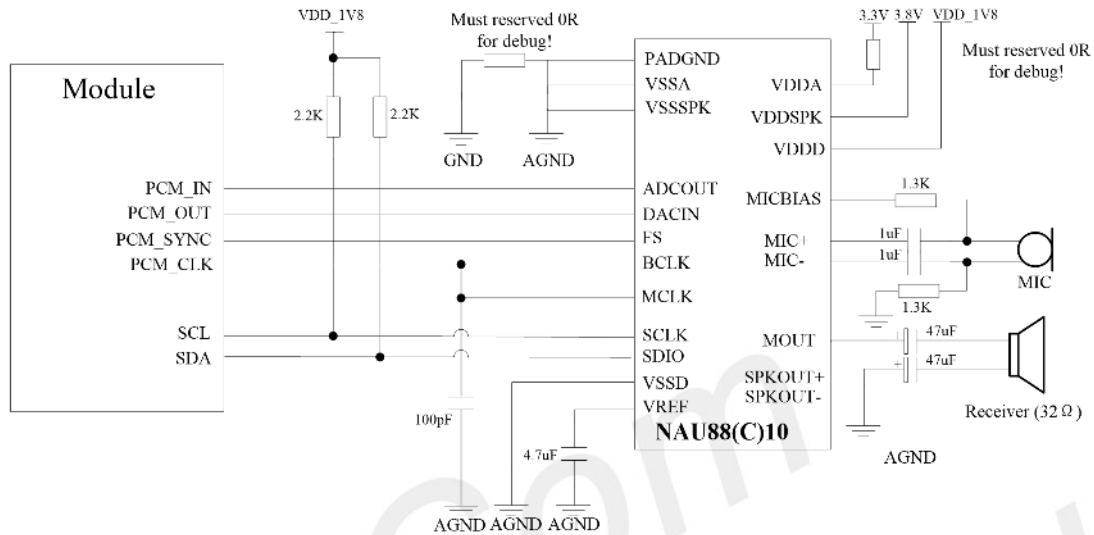 VDD_1V8
Must reserved 0R
for debug!
3.3V 3.8V VDD_1V8
Must reserved 0R
for debug!
Module
2.2K
2.2K
GND
AGND
PADGND
VSSA
VSSSPK
VDDA
VDDSPK
VDDD
PCM_IN
PCM_OUT
PCM_SYNC
PCM_CLK
SCL
SDA
ADCOUT
DACIN
FS
BCLK
MCLK
SCLK
SDIO
VSSD
VREF
MICBIAS
MIC+
MIC-
MOUT
SPKOUT+
SPKOUT-
NAU88(C)10
1.3K
1uF
1uF
MIC
1.3K
47uF
+
47uF
Receiver (32Ω)
AGND
100pF
4.7uF
AGND AGND AGND